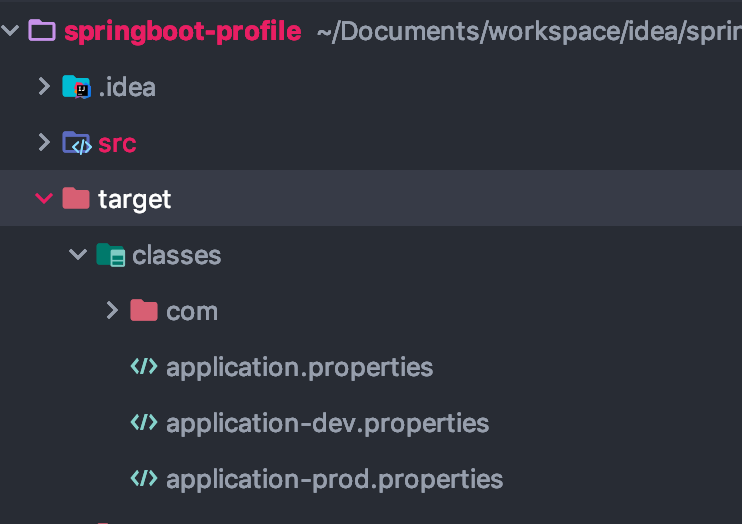 springboot-profile ~/Documents/workspace/idea/sprin
.idea
src
target
classes
com
application.properties
application-dev.properties
application-prod.properties